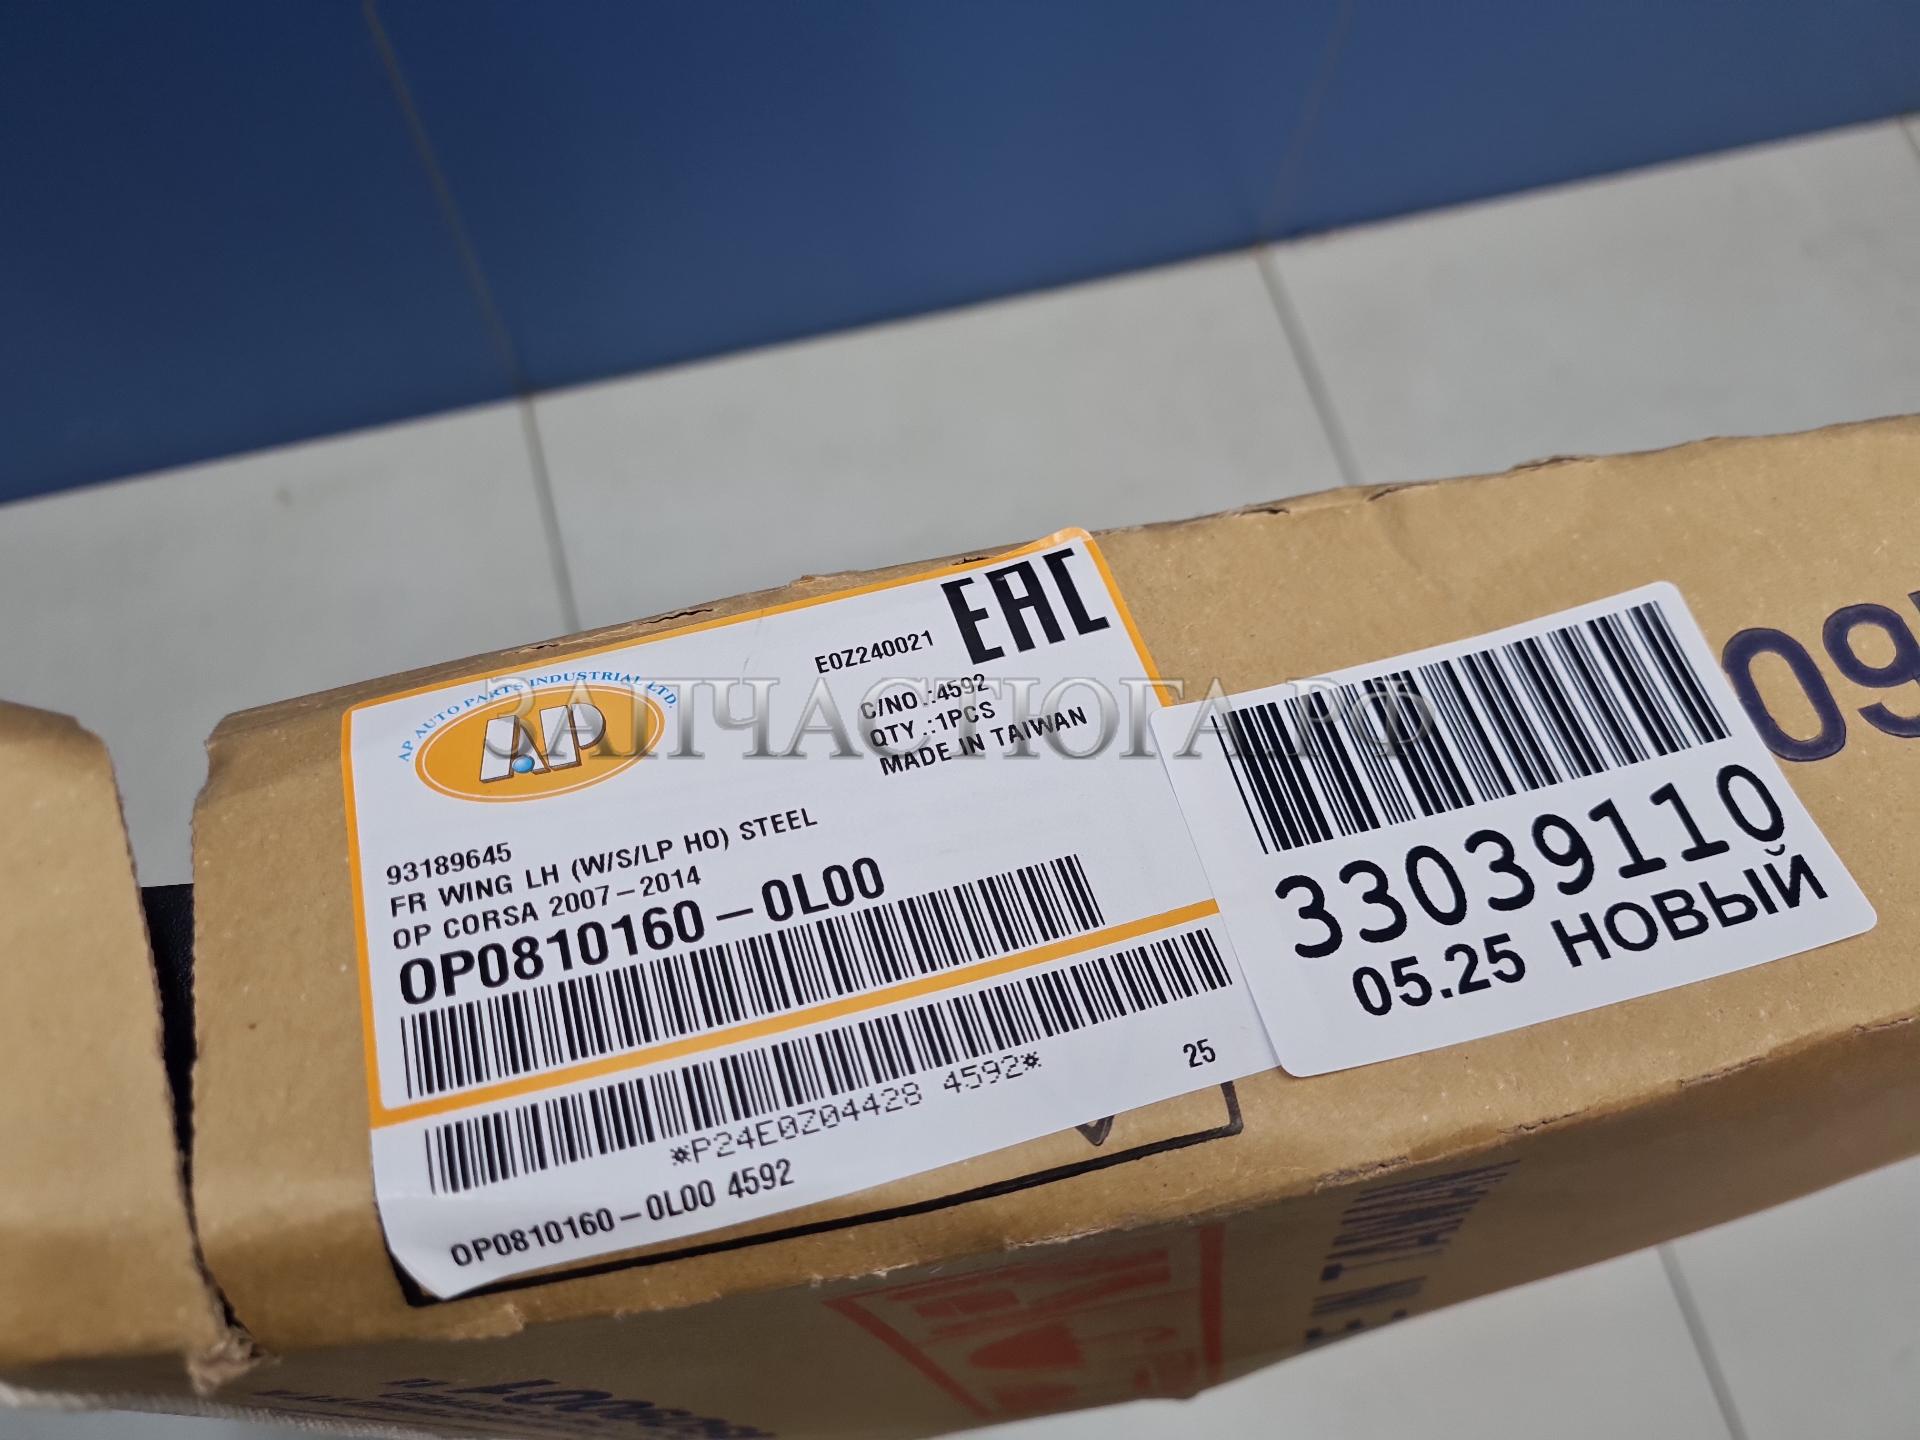 EAC
E0Z240021
AP AUTO PARTS INDUSTRIAL LTD.
AP
C/NO.:4592
QTY.:1PCS
MADE IN TAIWAN
ЗАПЧАСТЮГА.РФ
93189645
FR WING LH (W/S/LP HO) STEEL
OP CORSA 2007-2014
OP0810160-0L00
*P24E0Z04428 4592*
25
OP0810160-0L00 4592
33039110
05.25 НОВЫЙ
09
TAIWAN